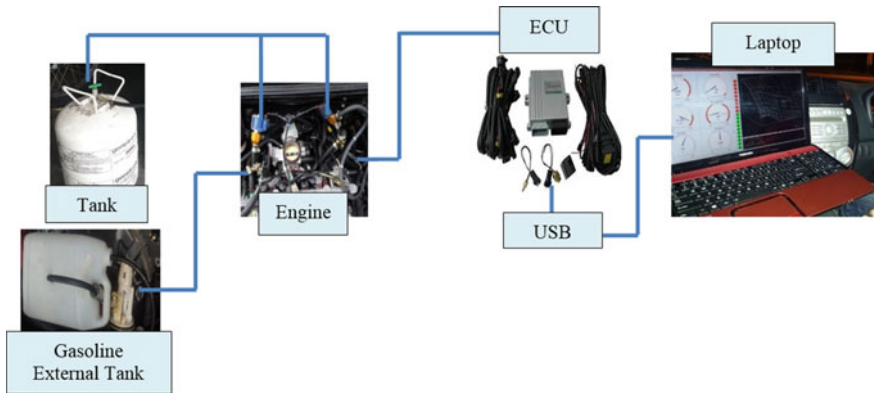 ECU
Laptop
Tank
Engine
USB
Gasoline
External Tank